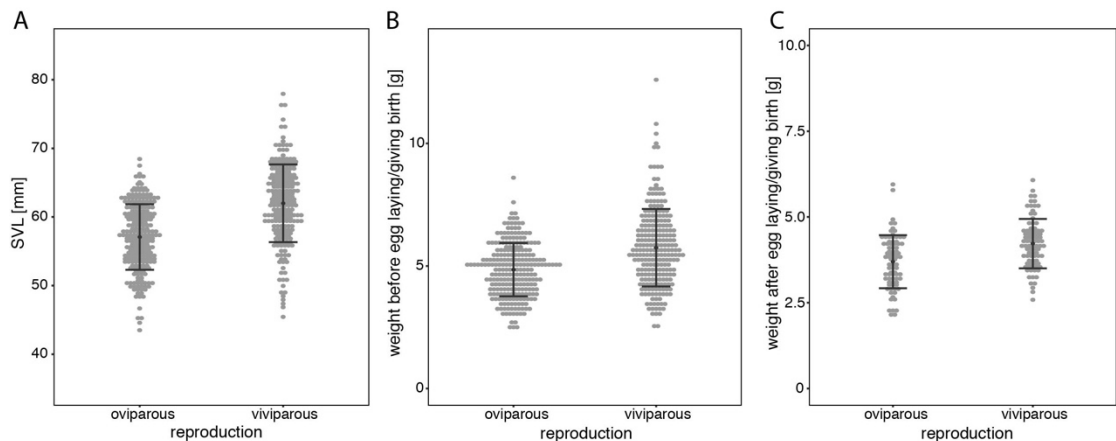 A
SVL [mm]
80
70
60
50
40
oviparous
viviparous
reproduction
B
weight before egg laying/giving birth [g]
10
5
0
oviparous
viviparous
reproduction
C
weight after egg laying/giving birth [g]
10.0
7.5
5.0
2.5
0
oviparous
viviparous
reproduction